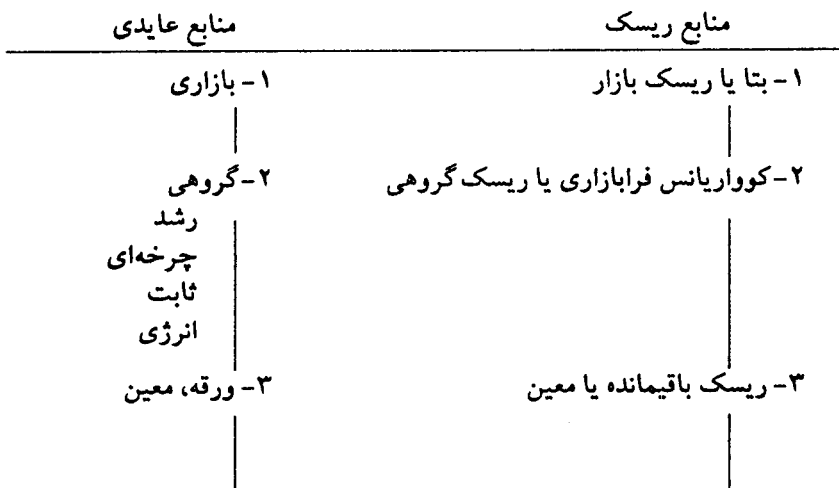 منابع ریسک	منابع عایدی
۱- بتا یا ریسک بازار	۱- بازاری
۲- کوواریانس فرابازاری یا ریسک گروهی	۲- گروهی
رشد
چرخه‌ای
ثابت
انرژی
۳- ریسک باقیمانده یا معین	۳- ورقه، معین